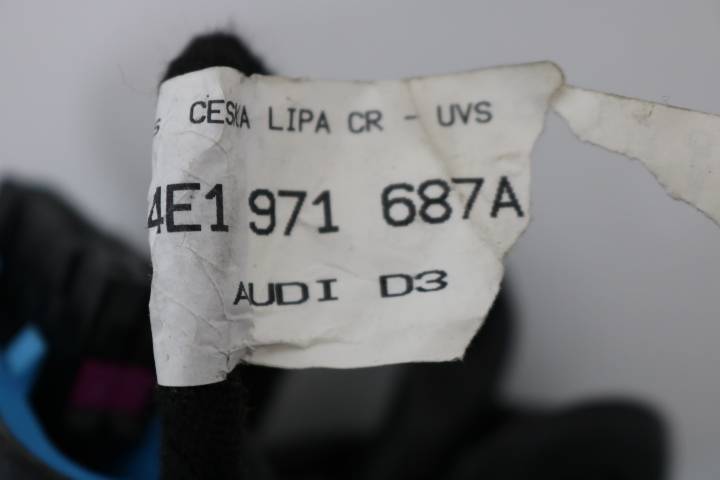 CESKA LIPA CR - UVS
4E1 971 687A
AUDI D3